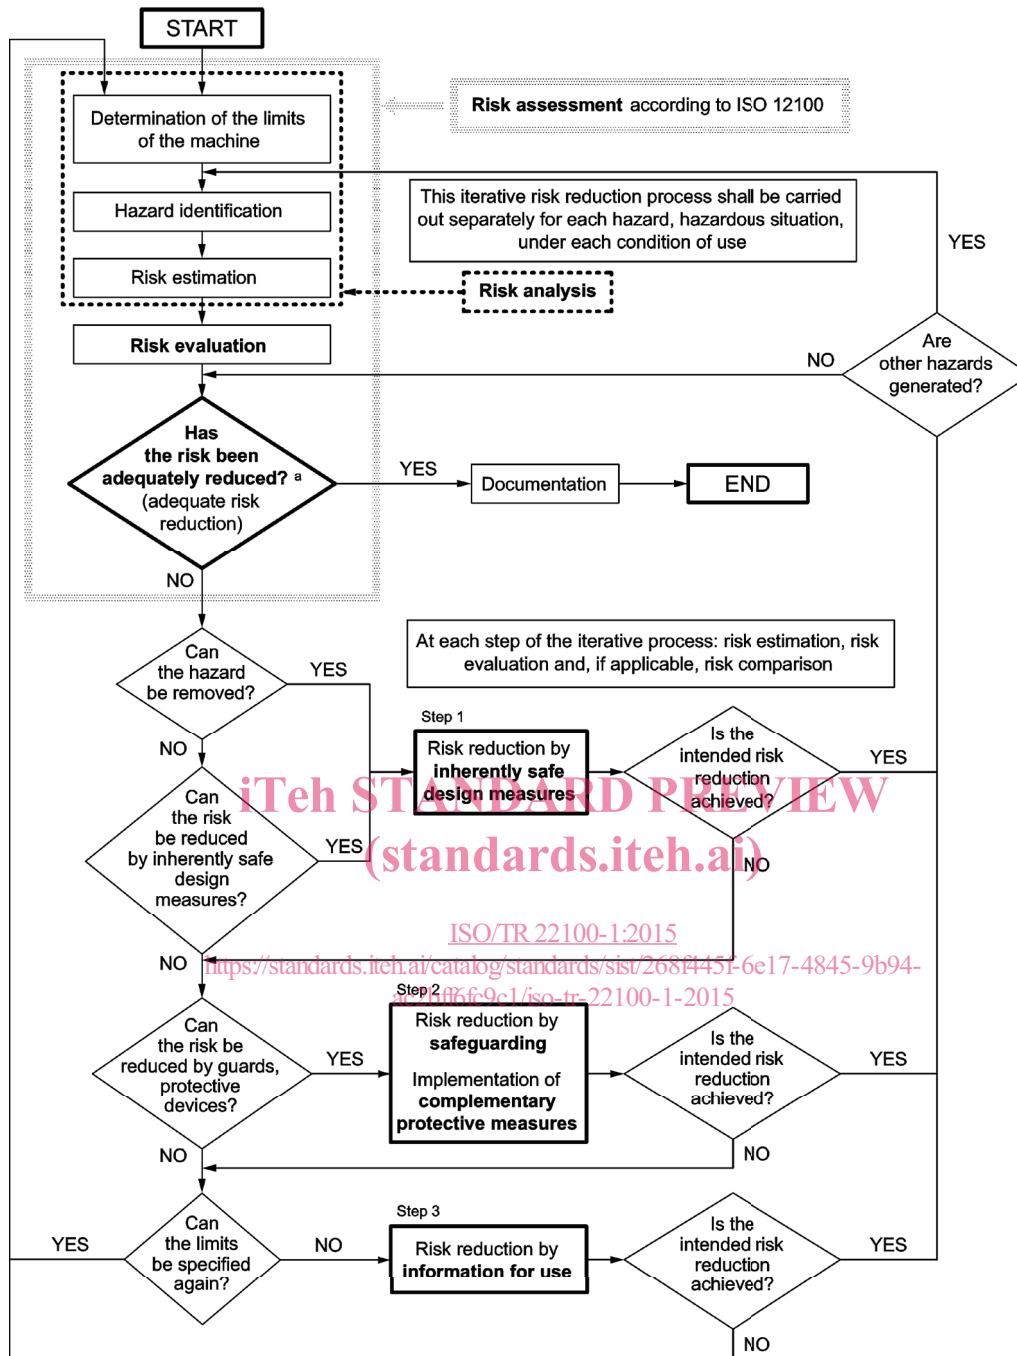 START
Risk assessment according to ISO 12100
Determination of the limits
of the machine
This iterative risk reduction process shall be carried
out separately for each hazard, hazardous situation,
under each condition of use
Hazard identification
YES
Risk estimation
Risk analysis
Risk evaluation
Are
other hazards
generated?
NO
Has
the risk been
adequately reduced? a
(adequate risk
reduction)
YES
Documentation
END
NO
Can
the hazard
be removed?
YES
At each step of the iterative process: risk estimation, risk
evaluation and, if applicable, risk comparison
NO
Step 1
Risk reduction by
inherently safe
design measures
Is the
intended risk
reduction
achieved?
YES
iTeh STANDARD PREVIEW
(standards.iteh.ai)
Can
the risk
be reduced
by inherently safe
design
measures?
YES
NO
NO
ISO/TR 22100-1:2015
https://standards.iteh.ai/catalog/standards/sist/268f445f-6e17-4845-9b94-
ac2bff6fc9c1/iso-tr-22100-1-2015
Step 2
Can
the risk be
reduced by guards,
protective
devices?
YES
Risk reduction by
safeguarding
Implementation of
complementary
protective measures
Is the
intended risk
reduction
achieved?
YES
NO
NO
Step 3
YES
Can
the limits
be specified
again?
NO
Risk reduction by
information for use
Is the
intended risk
reduction
achieved?
YES
NO